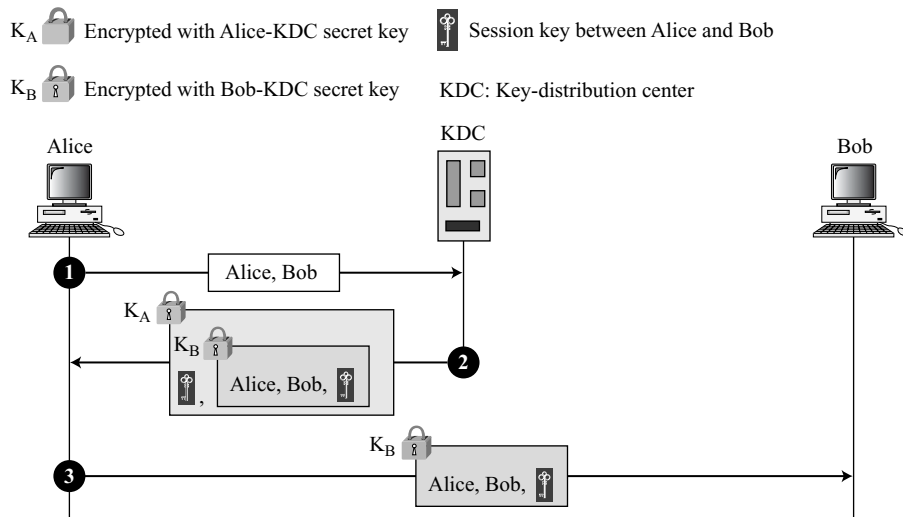 K_A Encrypted with Alice-KDC secret key
Session key between Alice and Bob
K_B Encrypted with Bob-KDC secret key
KDC: Key-distribution center
Alice
KDC
Bob
1
Alice, Bob
K_A
K_B
2
Alice, Bob,
,
K_B
3
Alice, Bob,